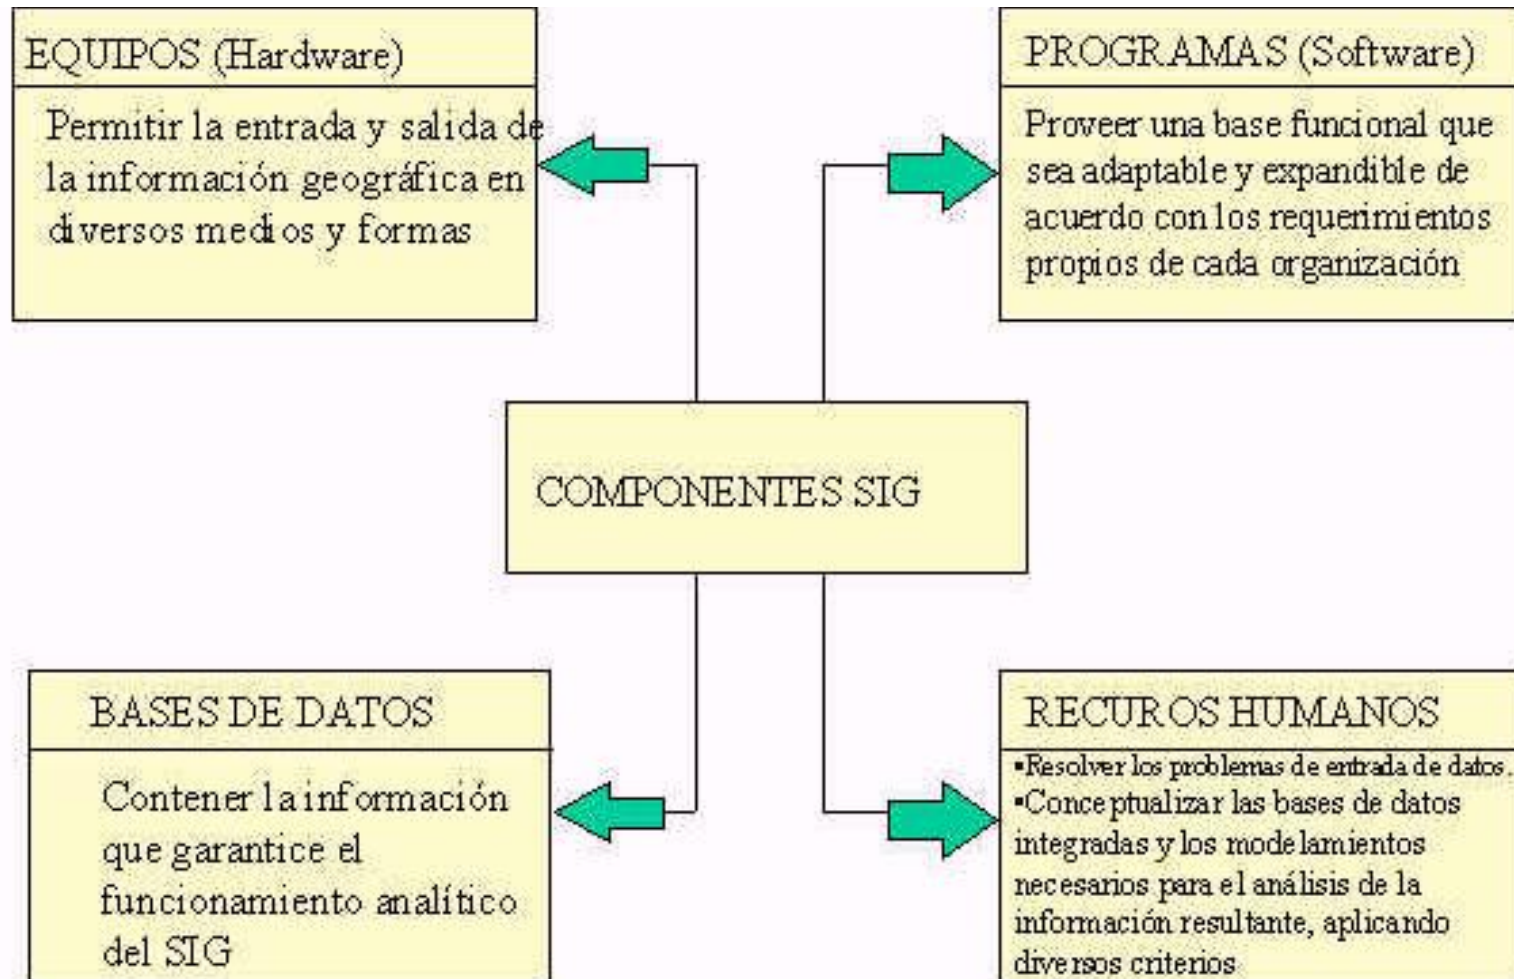 EQUIPOS (Hardware)
Permitir la entrada y salida de
la información geográfica en
diversos medios y formas
PROGRAMAS (Software)
Proveer una base funcional que
sea adaptable y expandible de
acuerdo con los requerimientos
propios de cada organización
COMPONENTES SIG
BASES DE DATOS
Contener la información
que garantice el
funcionamiento analítico
del SIG
RECUROS HUMANOS
▪Resolver los problemas de entrada de datos.
▪Conceptualizar las bases de datos
integradas y los modelamientos
necesarios para el análisis de la
información resultante, aplicando
diversos criterios